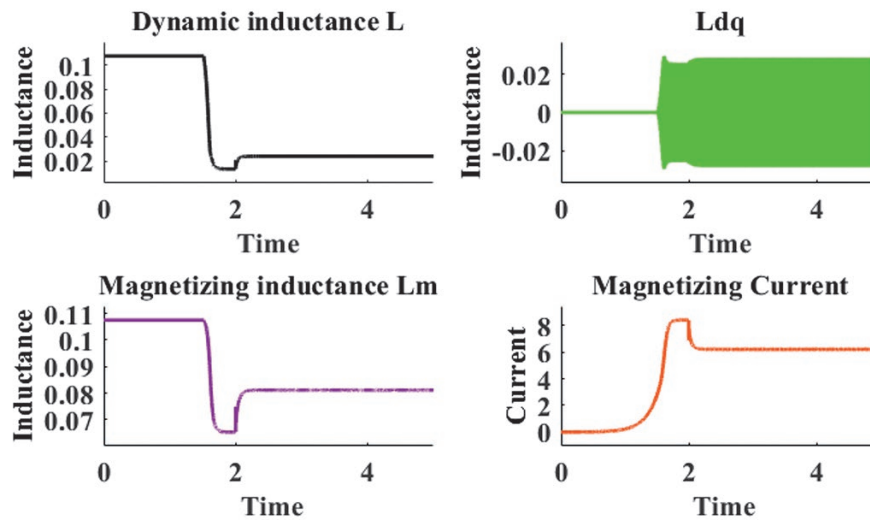 Dynamic inductance L
Inductance
0.1
0.08
0.06
0.04
0.02
0 2 4
Time
Ldq
Inductance
0.02
0
-0.02
0 2 4
Time
Magnetizing inductance Lm
Inductance
0.11
0.1
0.09
0.08
0.07
0 2 4
Time
Magnetizing Current
Current
8
6
4
2
0
0 2 4
Time